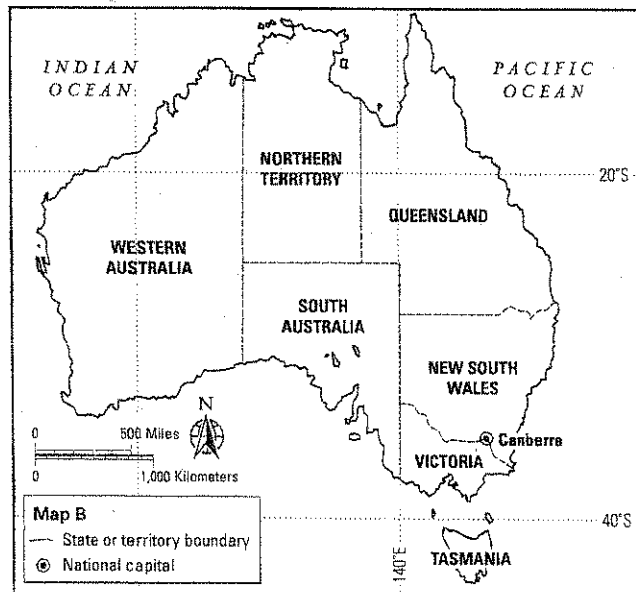 INDIAN
OCEAN
PACIFIC
OCEAN
NORTHERN
TERRITORY
20°S
QUEENSLAND
WESTERN
AUSTRALIA
SOUTH
AUSTRALIA
NEW SOUTH
WALES
N
0 500 Miles
0 1,000 Kilometers
Canberra
VICTORIA
Map B
State or territory boundary
National capital
40°S
140°E
TASMANIA